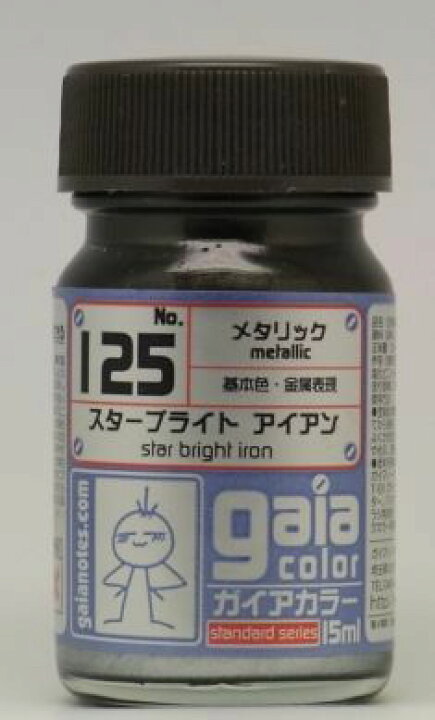 No.
125
メタリック
metallic
基本色・金属表現
スターブライト アイアン
star bright iron
gaianotes.com
gaia
color
ガイアカラー
standard series
15ml